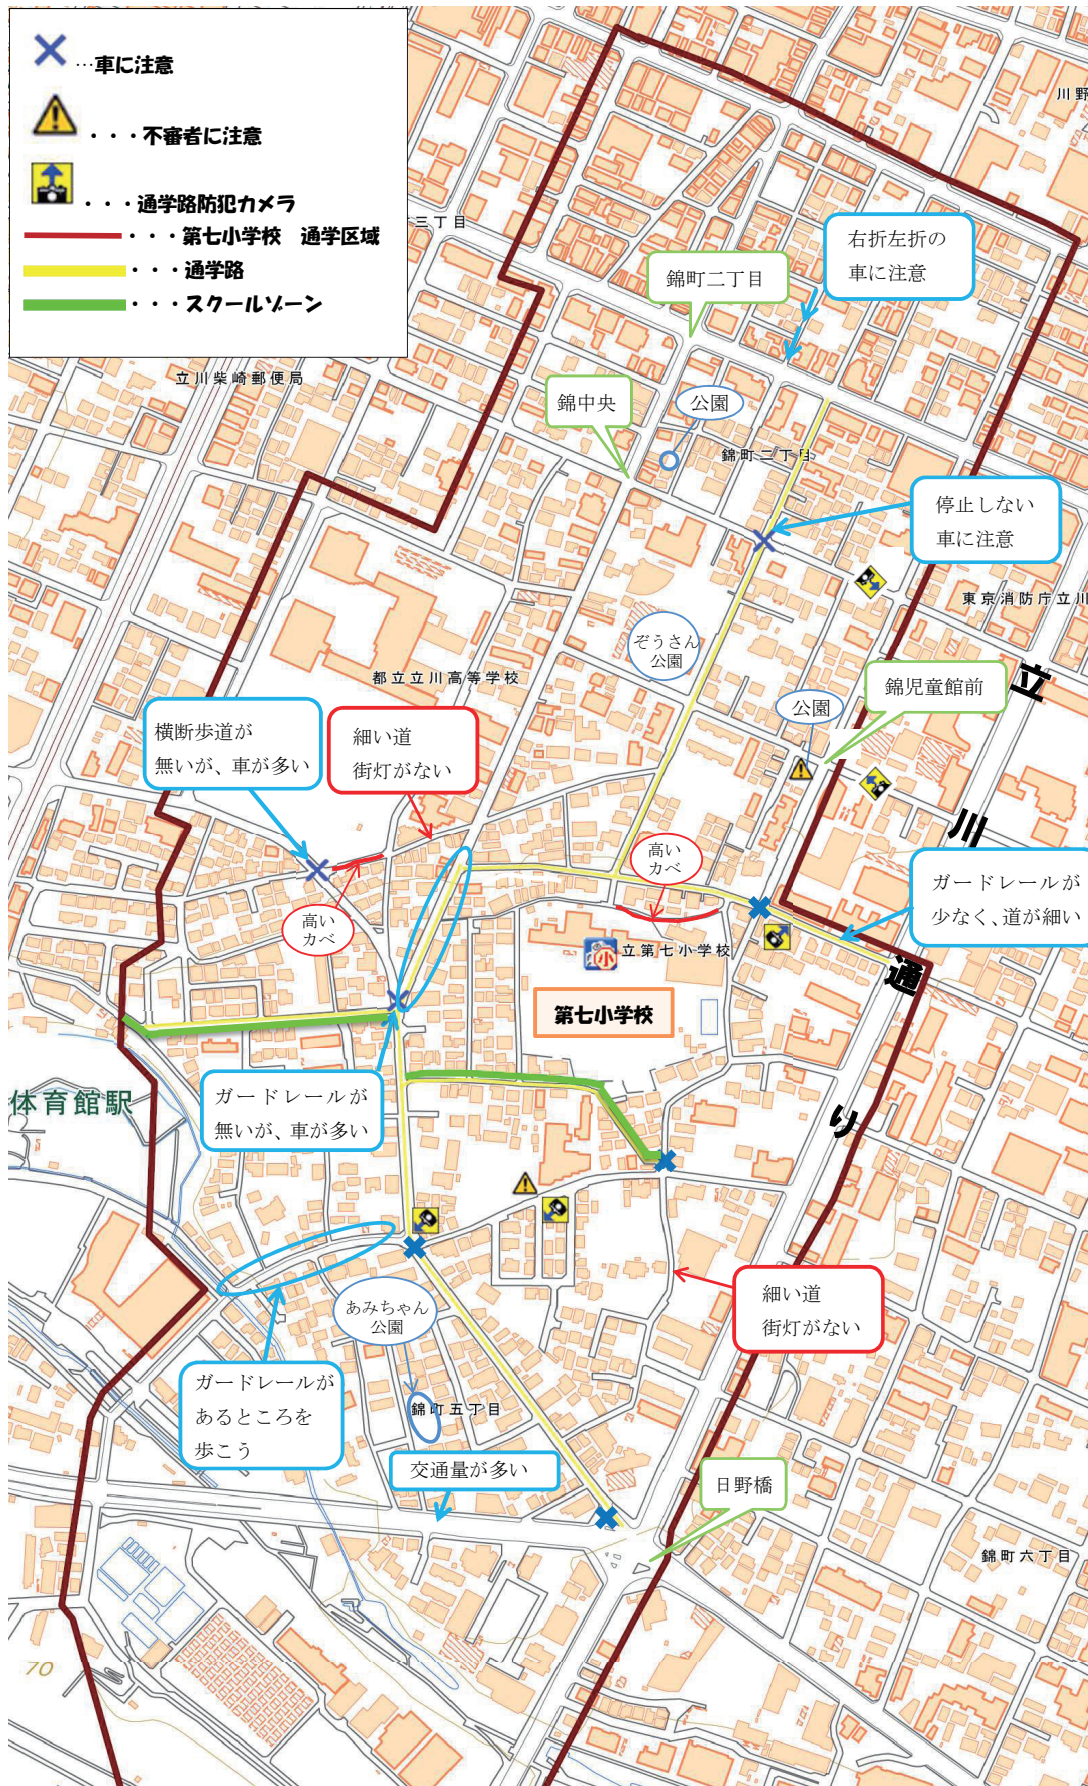 …車に注意
・・・不審者に注意
・・・通学路防犯カメラ
・・・第七小学校 通学区域
・・・通学路
・・・スクールゾーン
川野
三丁目
右折左折の
車に注意
錦町二丁目
立川柴崎郵便局
錦中央
公園
錦町二丁目
停止しない
車に注意
東京消防庁立川
ぞうさん
公園
都立立川高等学校
錦児童館前
公園
立川通り
横断歩道が
無いが、車が多い
細い道
街灯がない
高い
カベ
高い
カベ
ガードレールが
少なく、道が細い
立第七小学校
小
第七小学校
体育館駅
ガードレールが
無いが、車が多い
細い道
街灯がない
あみちゃん
公園
ガードレールが
あるところを
歩こう
錦町五丁目
交通量が多い
日野橋
錦町六丁目
70